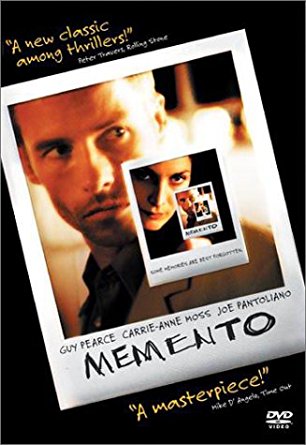 "A new classic
among thrillers!"
Peter Travers, Rolling Stone
MEMENTO
SOME MEMORIES ARE BEST FORGOTTEN.
GUY PEARCE CARRIE-ANNE MOSS JOE PANTOLIANO
MEMENTO
"A masterpiece!"
Mike D'Angelo, Time Out
DVD
VIDEO